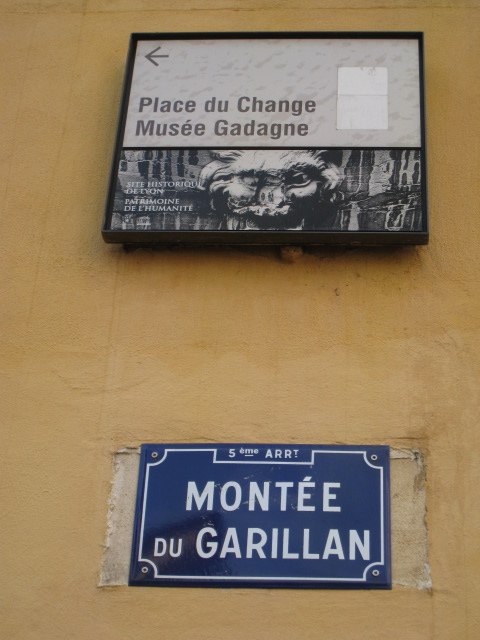 Place du Change
Musée Gadagne
SITE HISTORIQUE
DE LYON
PATRIMOINE
DE L'HUMANITÉ
5ème ARRT
MONTÉE
DU GARILLAN